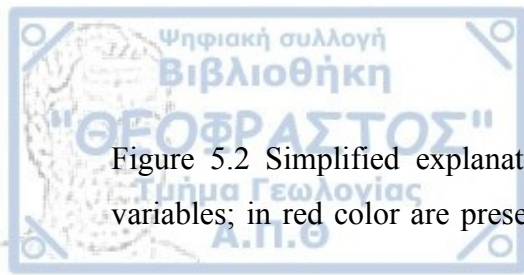 Ψηφιακή συλλογή
Βιβλιοθήκη
"ΘΕΟΦΡΑΣΤΟΣ"
Figure 5.2 Simplified explanat
Τμήμα Γεωλογίας
variables; in red color are prese
Α.Π.Θ